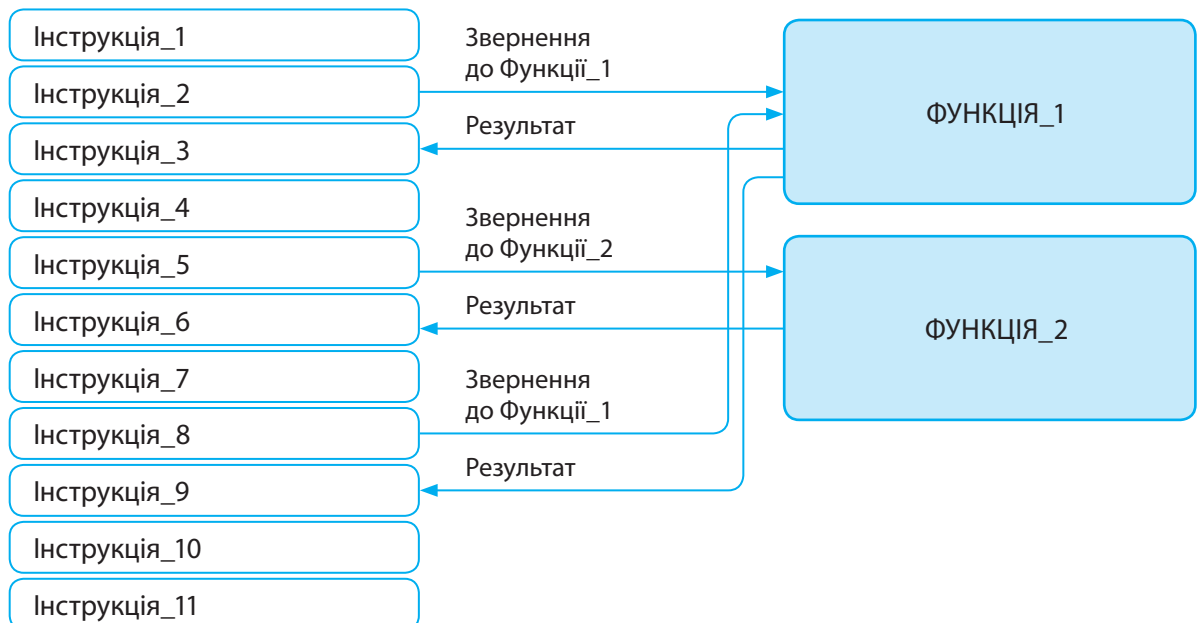 Інструкція_1
Інструкція_2
Інструкція_3
Інструкція_4
Інструкція_5
Інструкція_6
Інструкція_7
Інструкція_8
Інструкція_9
Інструкція_10
Інструкція_11
Звернення
до Функції_1
Результат
Звернення
до Функції_2
Результат
Звернення
до Функції_1
Результат
ФУНКЦІЯ_1
ФУНКЦІЯ_2